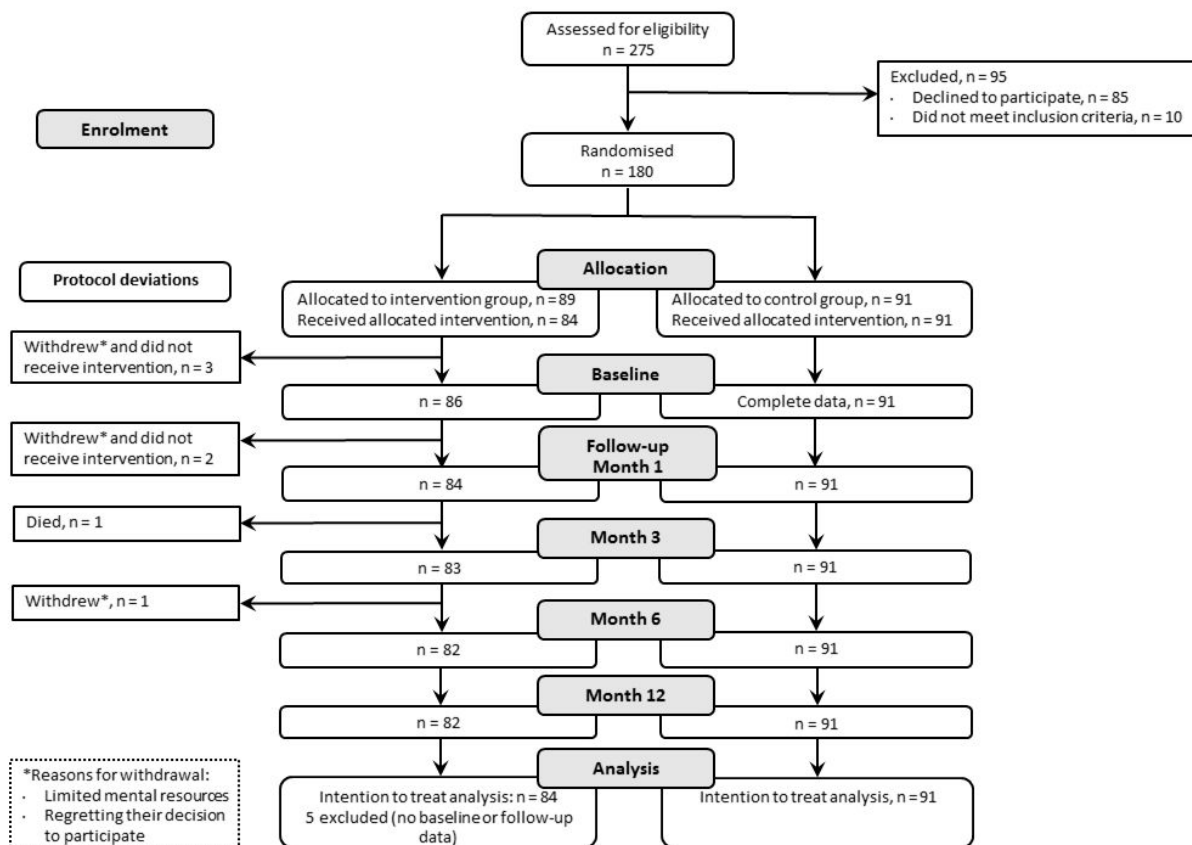 Assessed for eligibility
n = 275
Excluded, n = 95
· Declined to participate, n = 85
· Did not meet inclusion criteria, n = 10
Enrolment
Randomised
n = 180
Allocation
Protocol deviations
Allocated to intervention group, n = 89
Received allocated intervention, n = 84
Allocated to control group, n = 91
Received allocated intervention, n = 91
Withdrew* and did not
receive intervention, n = 3
Baseline
n = 86
Complete data, n = 91
Withdrew* and did not
receive intervention, n = 2
Follow-up
Month 1
n = 84
n = 91
Died, n = 1
Month 3
n = 83
n = 91
Withdrew*, n = 1
Month 6
n = 82
n = 91
Month 12
n = 82
n = 91
Analysis
*Reasons for withdrawal:
· Limited mental resources
· Regretting their decision
to participate
Intention to treat analysis: n = 84
5 excluded (no baseline or follow-up
data)
Intention to treat analysis, n = 91